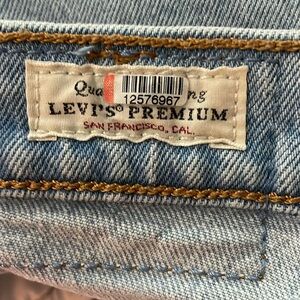 12576967
LEVI'S® PREMIUM
SAN FRANCISCO, CAL.